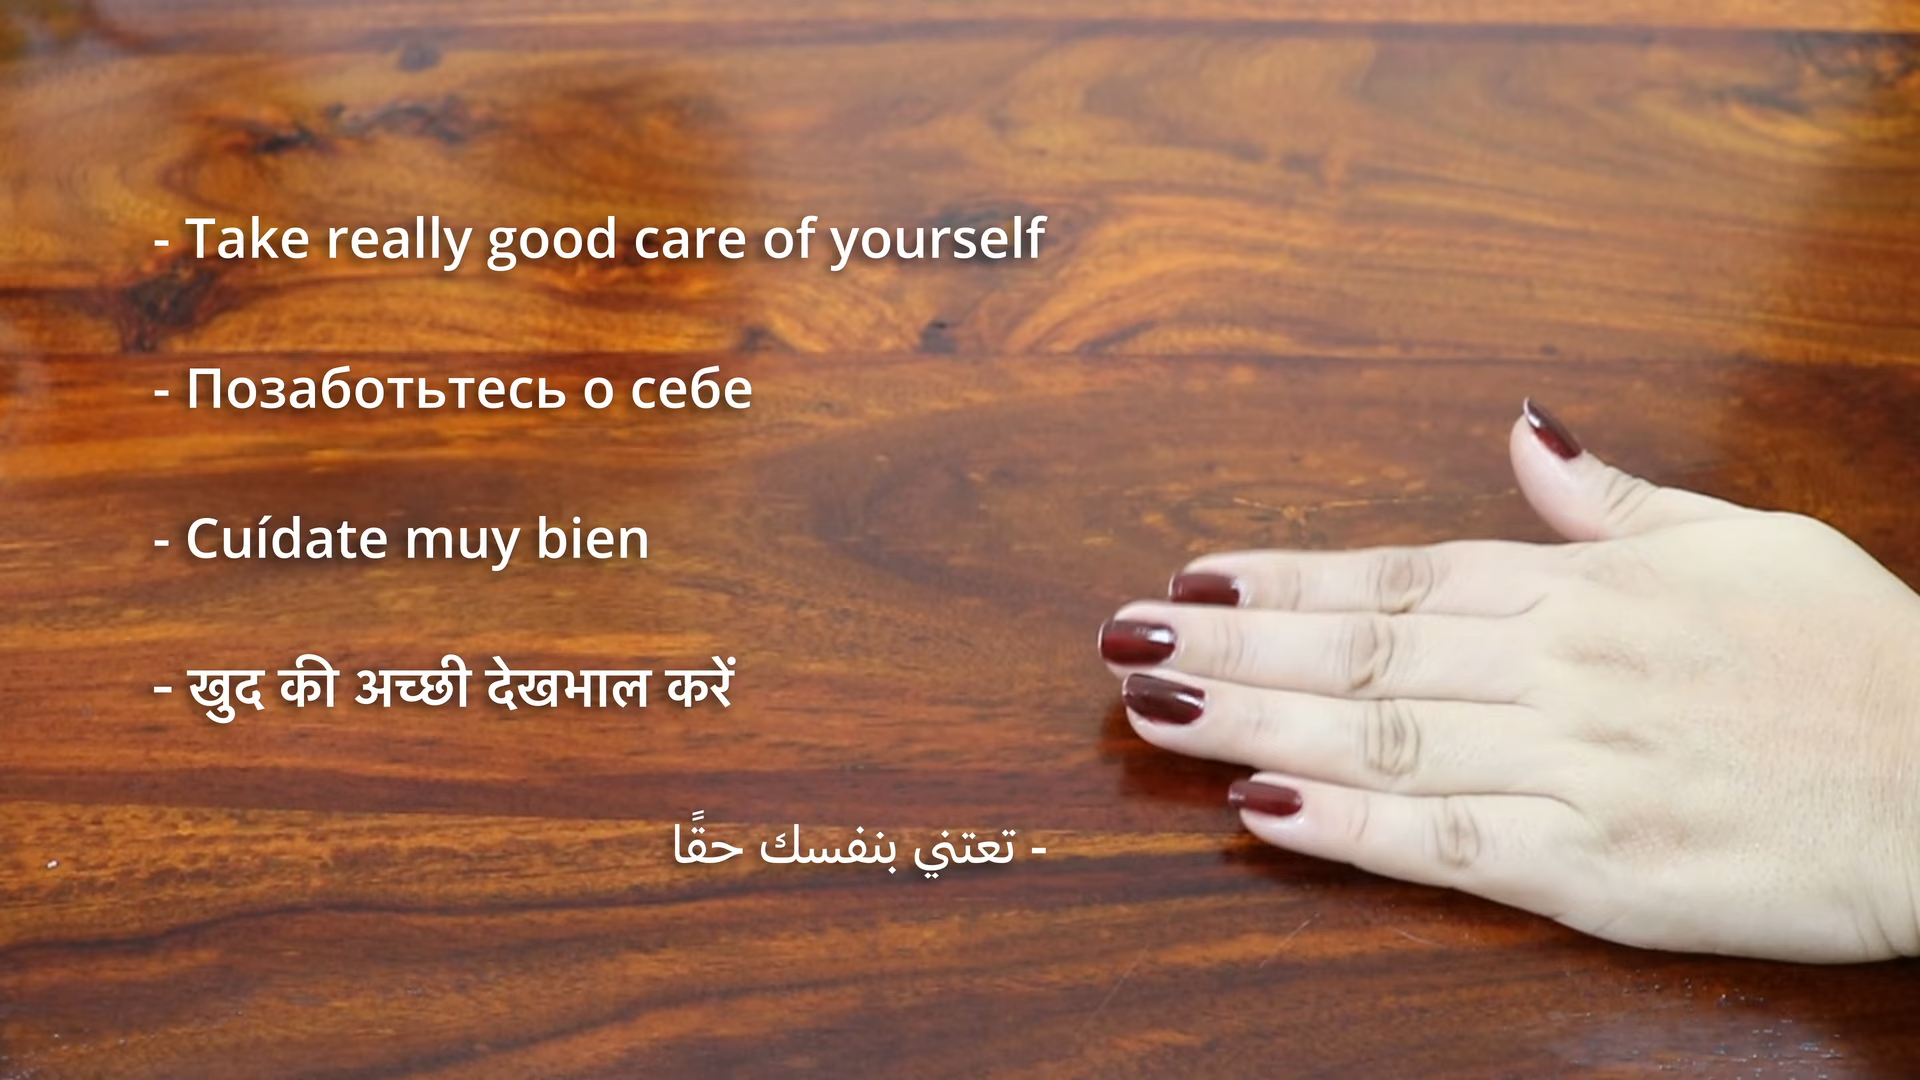 - Take really good care of yourself
- Позаботьтесь о себе
- Cuídate muy bien
- खुद की अच्छी देखभाल करें
- تعتني بنفسك حقًا